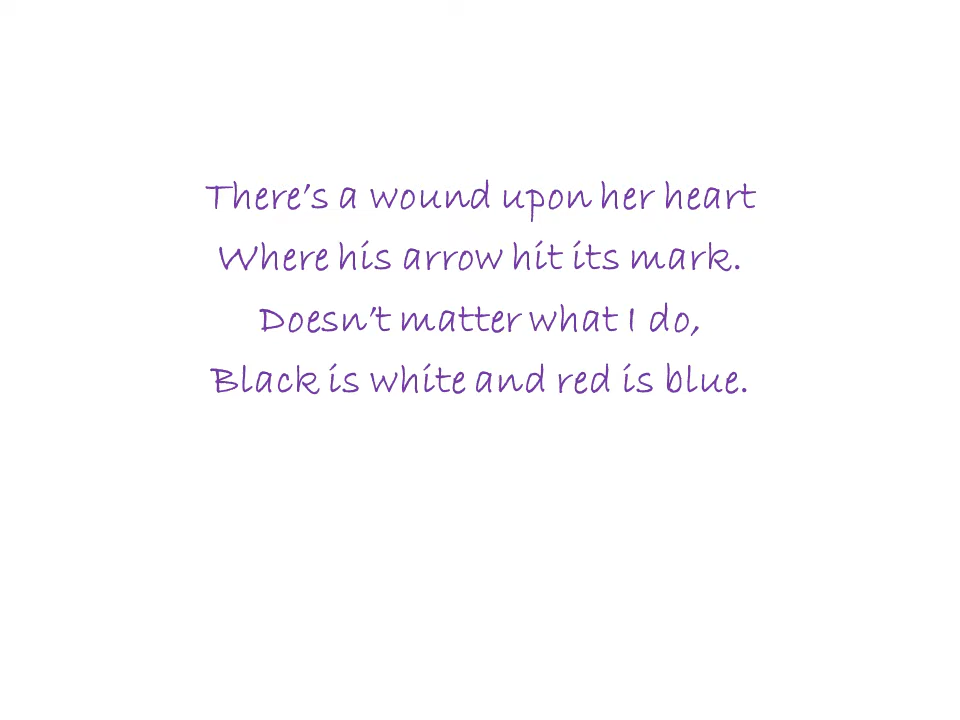 There’s a wound upon her heart
Where his arrow hit its mark.
Doesn’t matter what I do,
Black is white and red is blue.